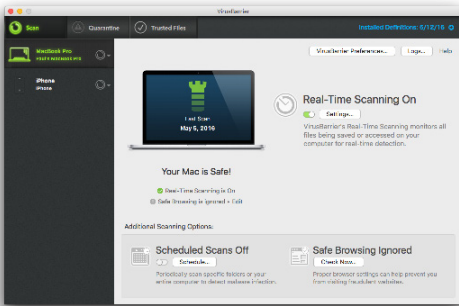 VirusBarrier
Scan
Quarantine
Trusted Files
Installed Definitions: 5/12/16
MacBook Pro
iPhone
iPhone
VirusBarrier Preferences...
Logs...
Help
Last Scan
May 5, 2016
Real-Time Scanning On
Settings...
VirusBarrier's Real-Time Scanning monitors all
files being saved or accessed on your
computer for real-time detection.
Your Mac is Safe!
Real-Time Scanning is On
Safe Browsing is Ignored • Edit
Additional Scanning Options:
Scheduled Scans Off
Schedule...
Periodically scan specific folders or your
entire computer to detect malware infection.
Safe Browsing Ignored
Check Now...
Proper browser settings can help prevent you
from visiting fraudulent websites.